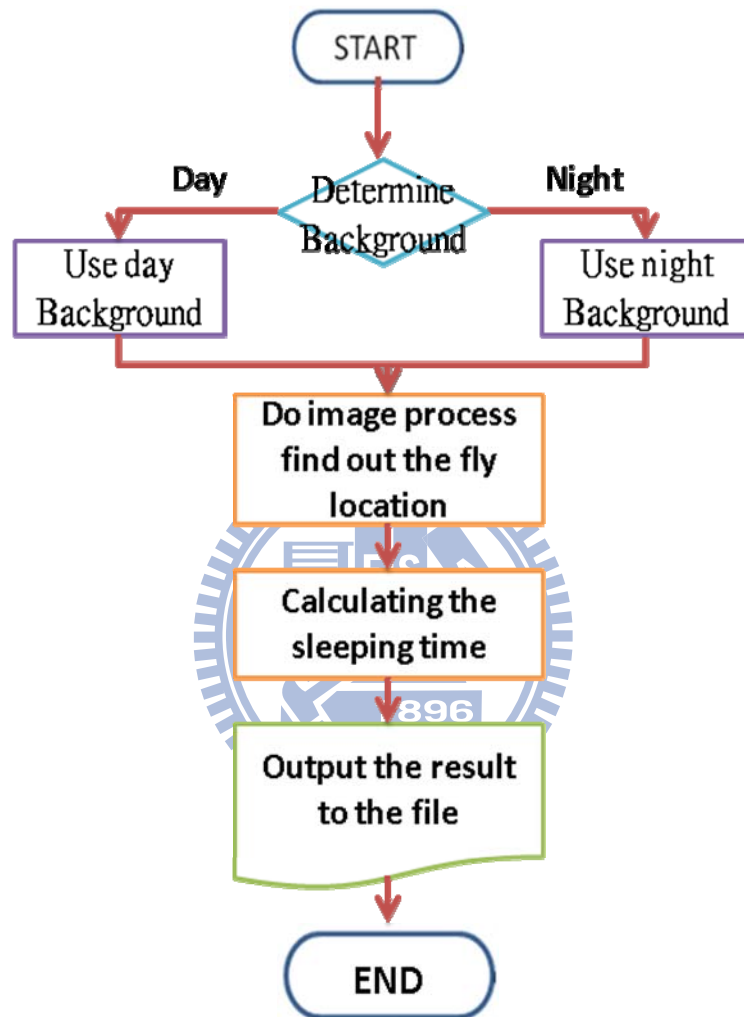 START
Day
Determine
Background
Night
Use day
Background
Use night
Background
Do image process
find out the fly
location
Calculating the
sleeping time
896
Output the result
to the file
END